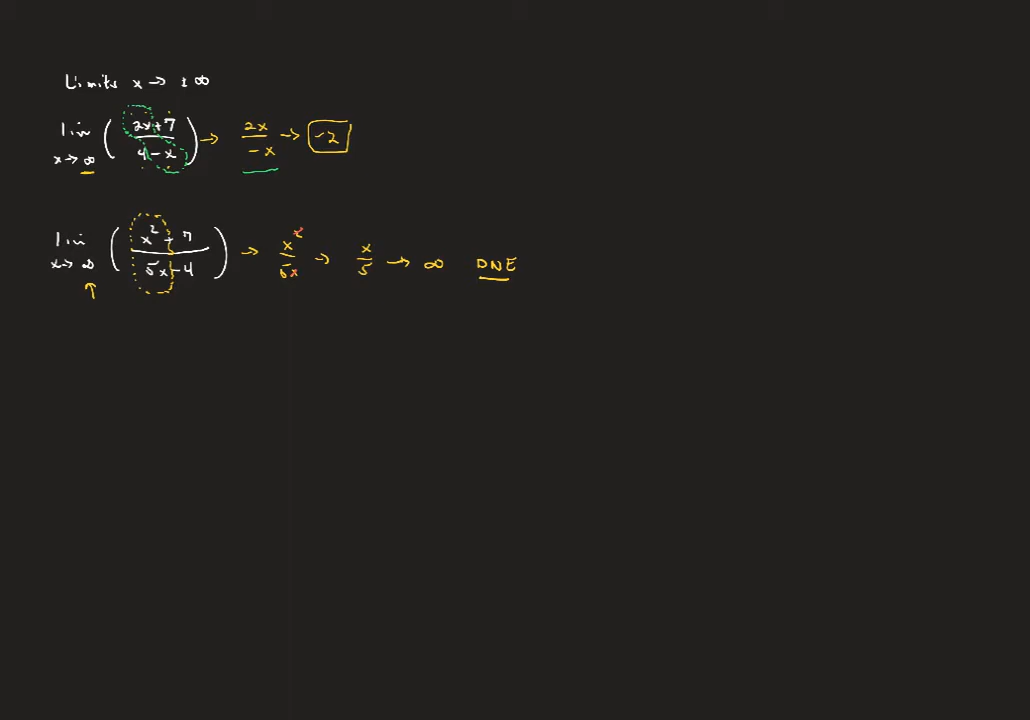 Limits x → ±∞
lim x→∞ (2x+7 / 4-x) → 2x / -x → -2
lim x→∞ (x² + 7 / 5x-4) → x² / 5x → x / 5 → ∞ DNE